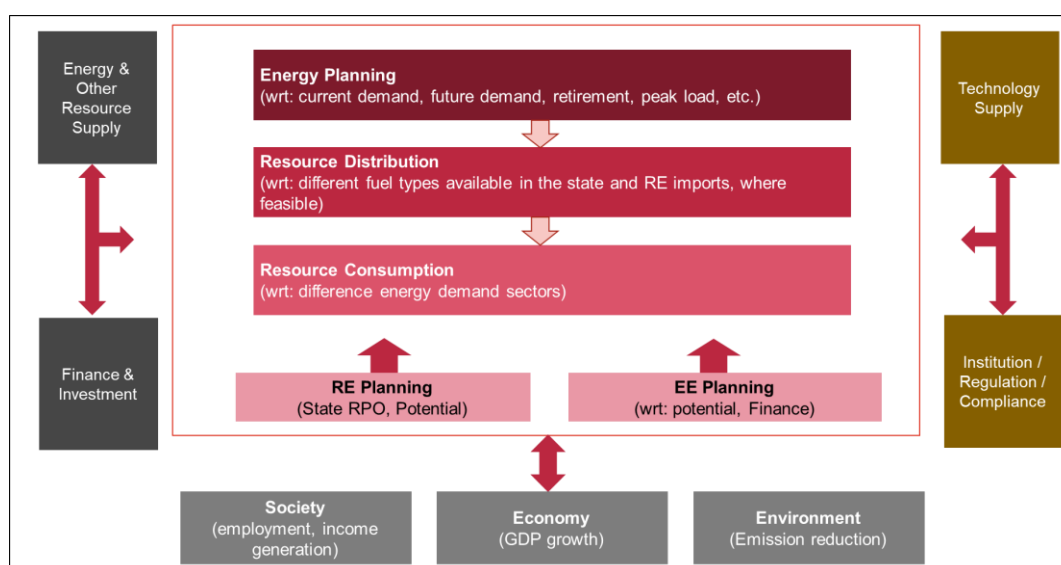 Energy &
Other
Resource
Supply
Energy Planning
(wrt: current demand, future demand, retirement, peak load, etc.)
Technology
Supply
Resource Distribution
(wrt: different fuel types available in the state and RE imports, where
feasible)
Resource Consumption
(wrt: difference energy demand sectors)
Finance &
Investment
RE Planning
(State RPO, Potential)
EE Planning
(wrt: potential, Finance)
Institution /
Regulation /
Compliance
Society
(employment, income
generation)
Economy
(GDP growth)
Environment
(Emission reduction)